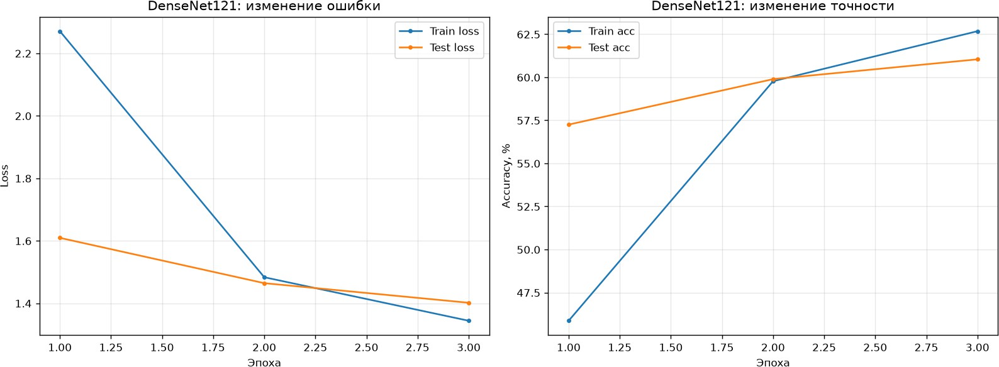 DenseNet121: изменение ошибки
Train loss
Test loss
2.2
2.0
1.8
1.6
1.4
Loss
1.00 1.25 1.50 1.75 2.00 2.25 2.50 2.75 3.00
Эпоха
DenseNet121: изменение точности
Train acc
Test acc
62.5
60.0
57.5
55.0
52.5
50.0
47.5
Accuracy, %
1.00 1.25 1.50 1.75 2.00 2.25 2.50 2.75 3.00
Эпоха